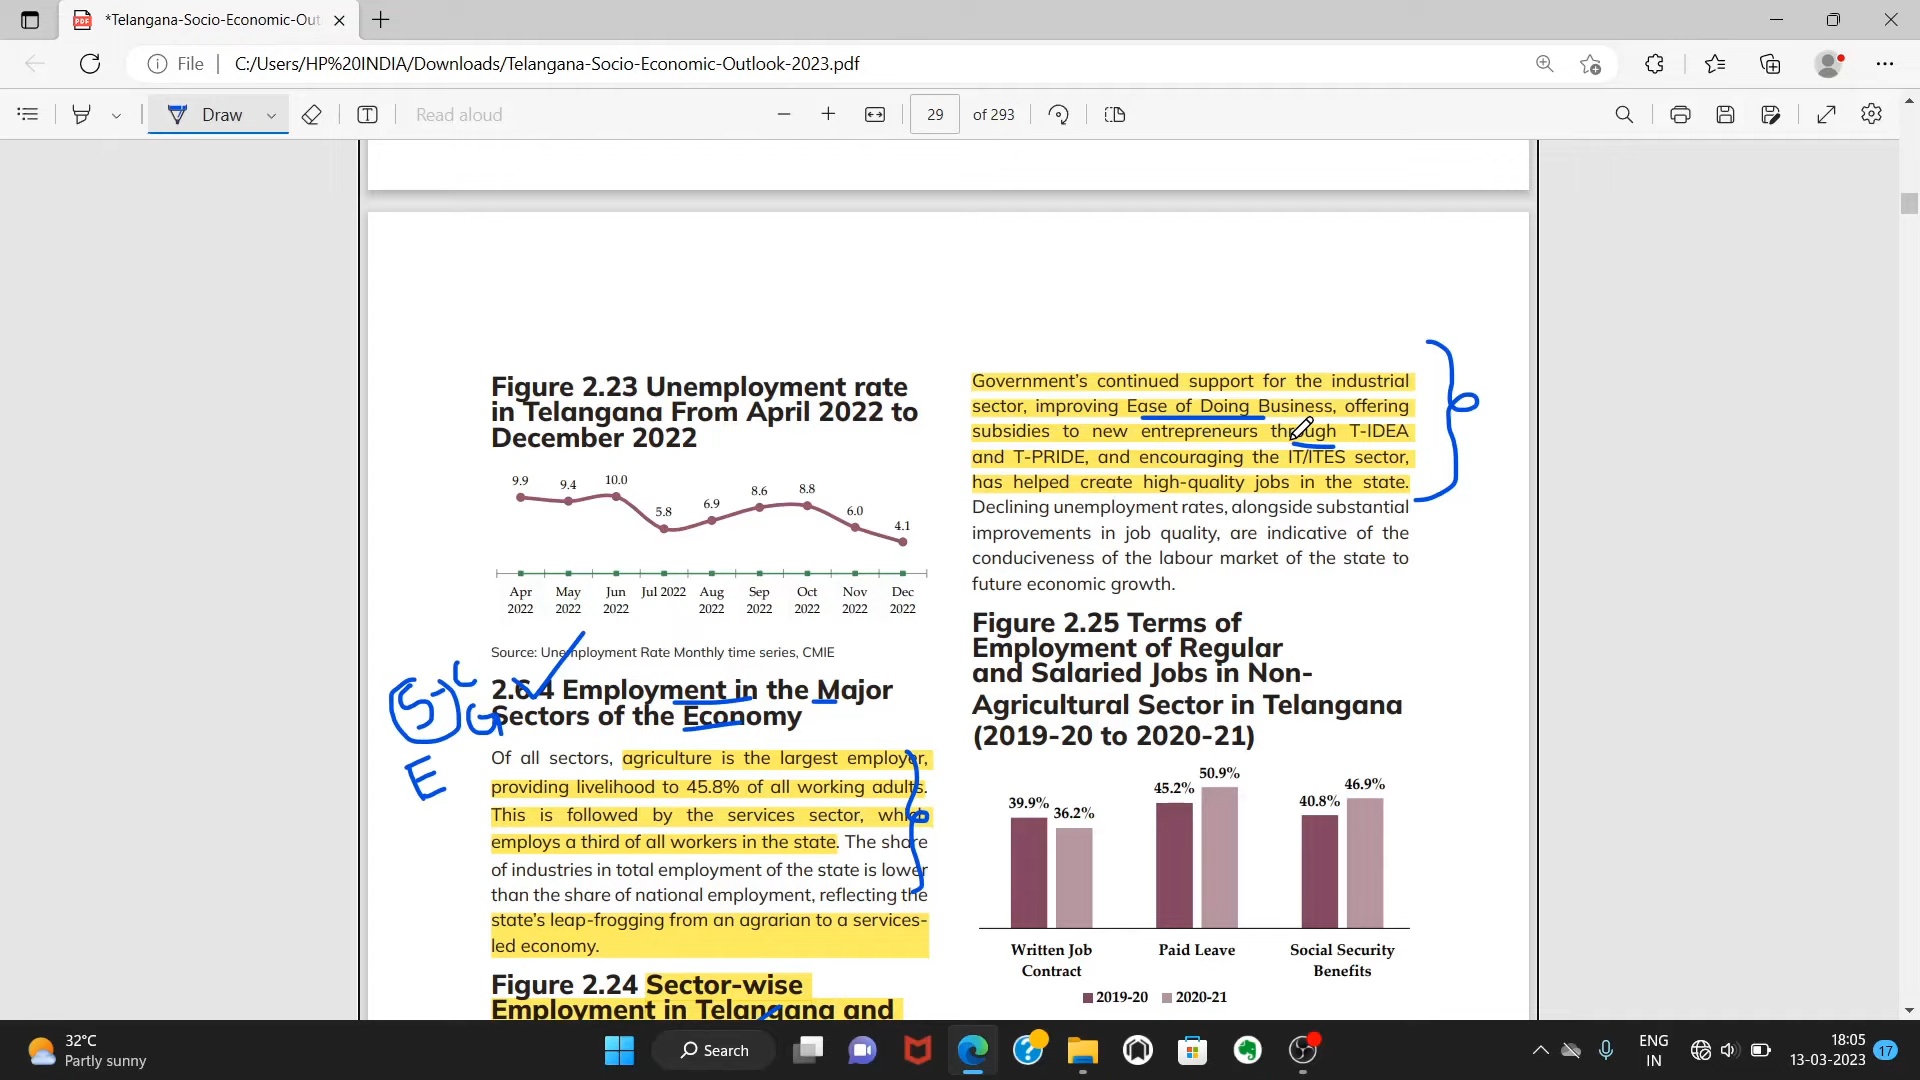 *Telangana-Socio-Economic-Out
File
C:/Users/HP%20INDIA/Downloads/Telangana-Socio-Economic-Outlook-2023.pdf
Draw
Read aloud
29 of 293
Figure 2.23 Unemployment rate
in Telangana From April 2022 to
December 2022
9.9 9.4 10.0 5.8 6.9 8.6 8.8 6.0 4.1
Apr May Jun Jul 2022 Aug Sep Oct Nov Dec
2022 2022 2022 2022 2022 2022 2022 2022
Source: Unemployment Rate Monthly time series, CMIE
2.6.4 Employment in the Major
Sectors of the Economy
Of all sectors, agriculture is the largest employer,
providing livelihood to 45.8% of all working adults.
This is followed by the services sector, which
employs a third of all workers in the state. The share
of industries in total employment of the state is lower
than the share of national employment, reflecting the
state's leap-frogging from an agrarian to a services-
led economy.
Figure 2.24 Sector-wise
Employment in Telangana and
S
G
E
Government's continued support for the industrial
sector, improving Ease of Doing Business, offering
subsidies to new entrepreneurs through T-IDEA
and T-PRIDE, and encouraging the IT/ITES sector,
has helped create high-quality jobs in the state.
Declining unemployment rates, alongside substantial
improvements in job quality, are indicative of the
conduciveness of the labour market of the state to
future economic growth.
Figure 2.25 Terms of
Employment of Regular
and Salaried Jobs in Non-
Agricultural Sector in Telangana
(2019-20 to 2020-21)
39.9% 36.2% 45.2% 50.9% 40.8% 46.9%
Written Job Paid Leave Social Security
Contract Benefits
2019-20 2020-21
32°C
Partly sunny
Search
ENG
IN
18:05
13-03-2023
17